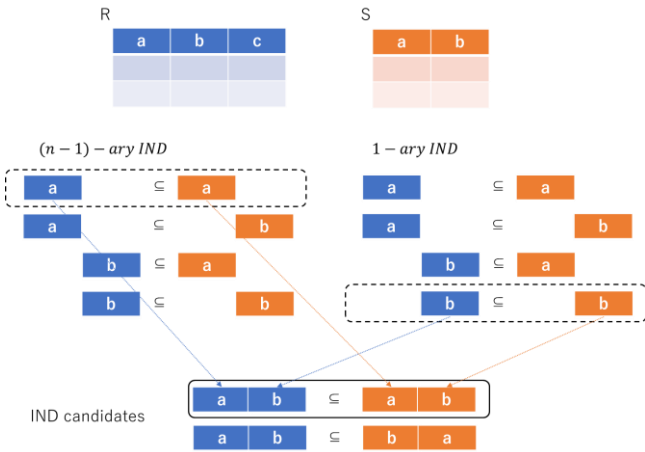 R
S
a b c
a b
(n − 1) − ary IND
1 − ary IND
a ⊆ a
a ⊆ b
b ⊆ a
b ⊆ b
a ⊆ a
a ⊆ b
b ⊆ a
b ⊆ b
IND candidates
a b ⊆ a b
a b ⊆ b a